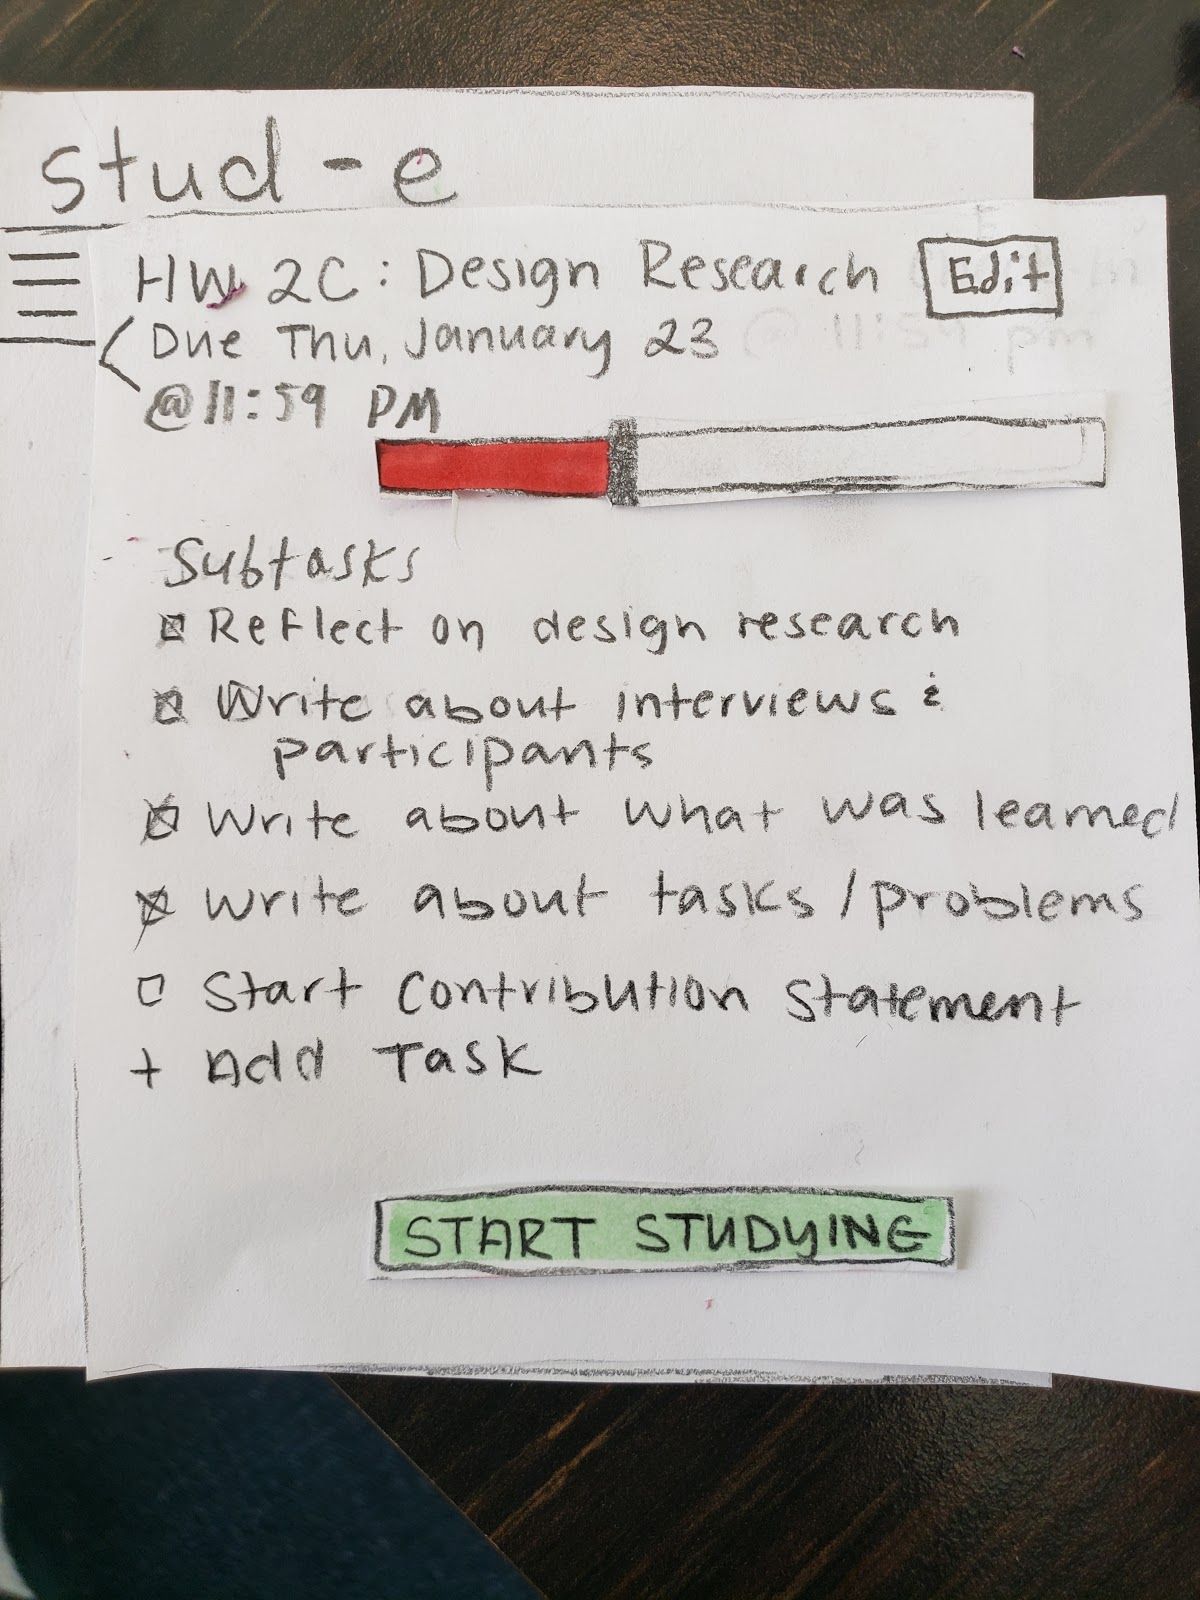 stud-e
HW 2C: Design Research
Edit
Due Thu, January 23
@11:59 PM
Subtasks
Reflect on design research
Write about interviews &
participants
Write about what was learned
Write about tasks/problems
Start contribution statement
+ Add Task
START STUDYING